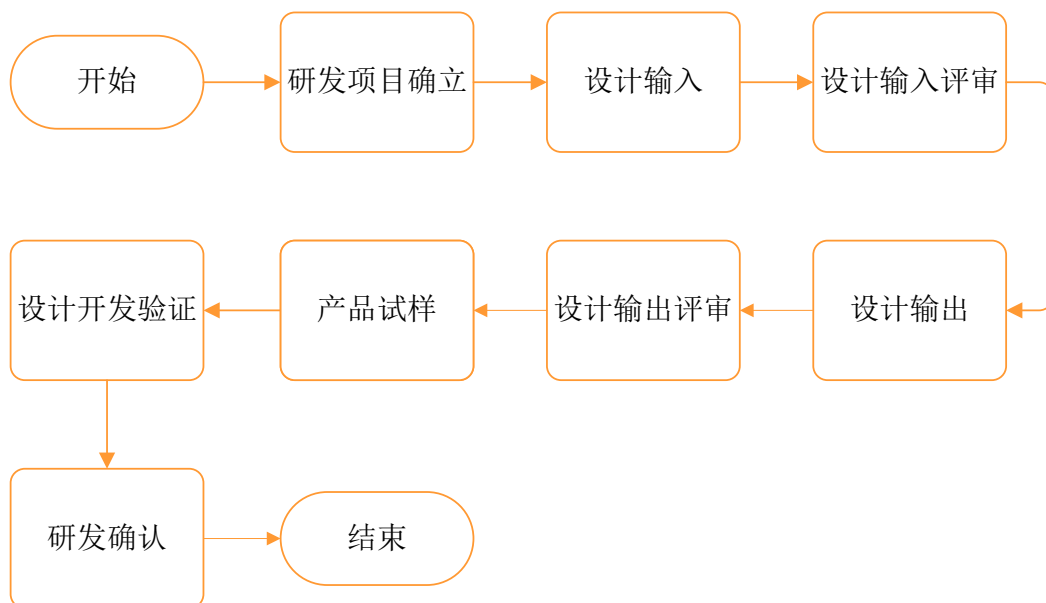 开始
研发项目确立
设计输入
设计输入评审
设计输出
设计输出评审
产品试样
设计开发验证
研发确认
结束